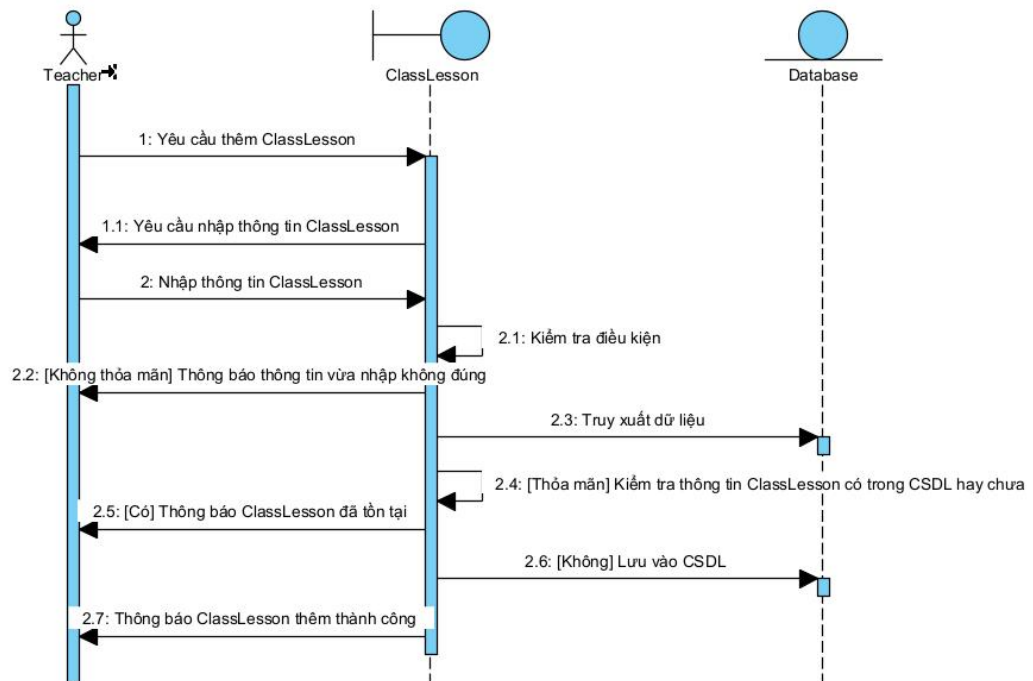 Teacher
ClassLesson
Database
1: Yêu cầu thêm ClassLesson
1.1: Yêu cầu nhập thông tin ClassLesson
2: Nhập thông tin ClassLesson
2.1: Kiểm tra điều kiện
2.2: [Không thỏa mãn] Thông báo thông tin vừa nhập không đúng
2.3: Truy xuất dữ liệu
2.4: [Thỏa mãn] Kiểm tra thông tin ClassLesson có trong CSDL hay chưa
2.5: [Có] Thông báo ClassLesson đã tồn tại
2.6: [Không] Lưu vào CSDL
2.7: Thông báo ClassLesson thêm thành công